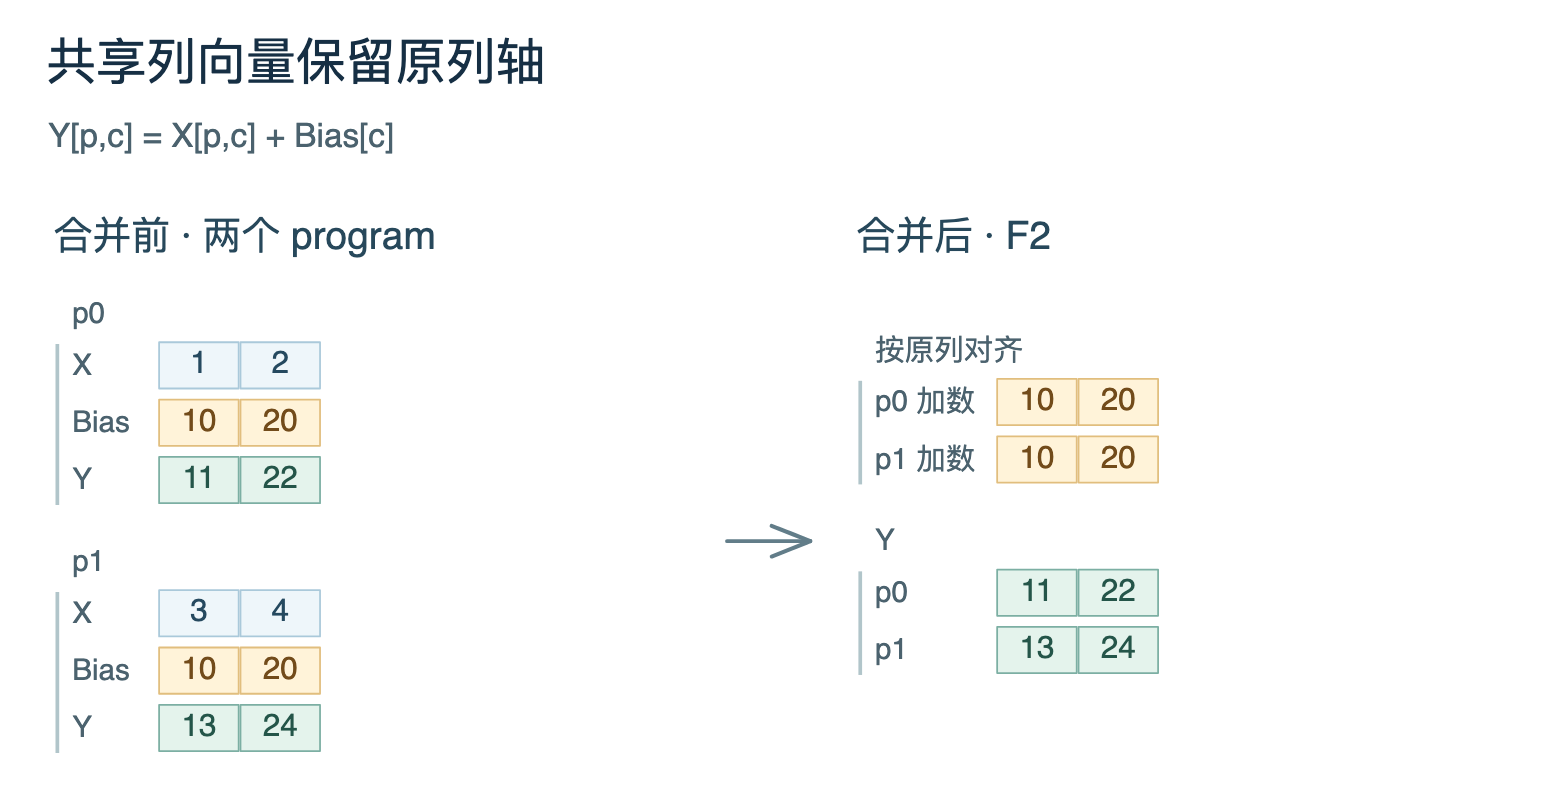 共享列向量保留原列轴
Y[p,c] = X[p,c] + Bias[c]
合并前 · 两个 program
p0
X 1 2
Bias 10 20
Y 11 22
p1
X 3 4
Bias 10 20
Y 13 24
合并后 · F2
按原列对齐
p0 加数 10 20
p1 加数 10 20
Y
p0 11 22
p1 13 24